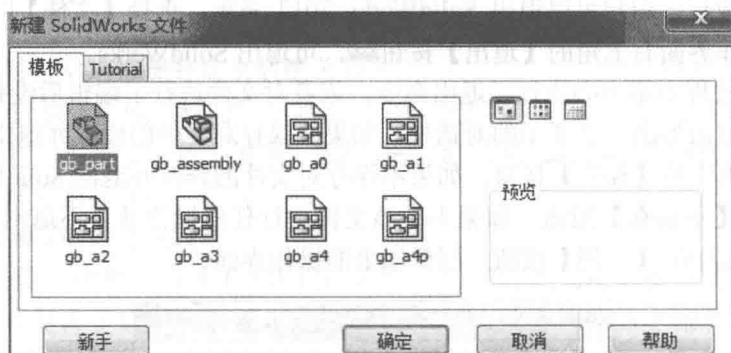 新建 SolidWorks 文件
模板 Tutorial
gb_part gb_assembly gb_a0 gb_a1
预览
gb_a2 gb_a3 gb_a4 gb_a4p
新手 确定 取消 帮助